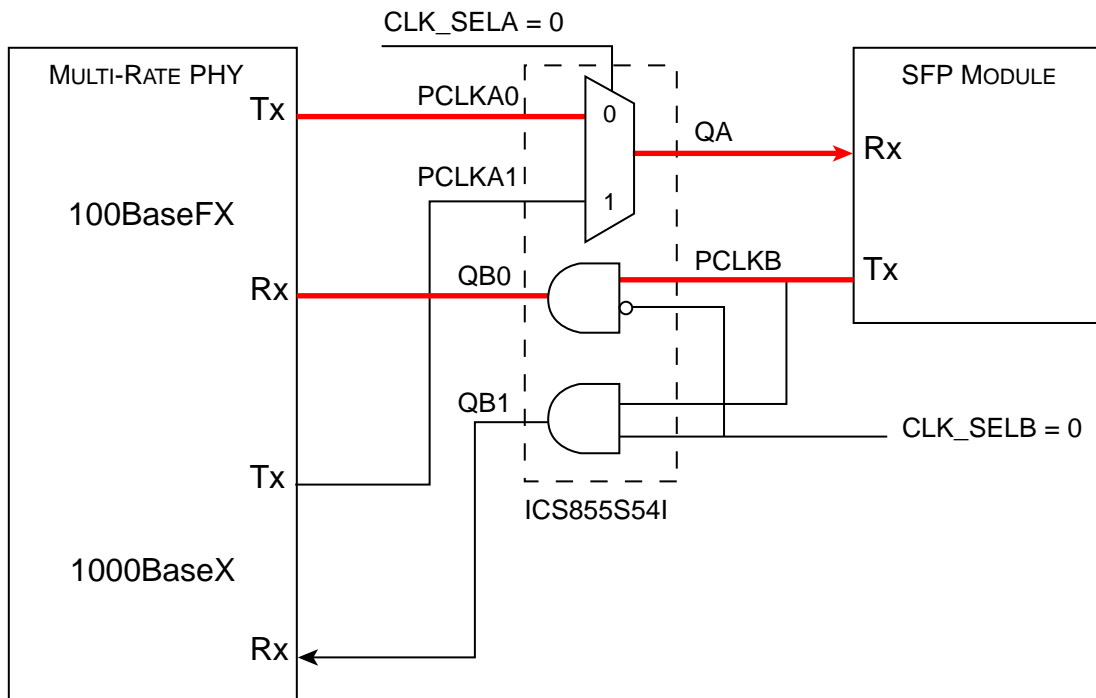 CLK_SELA = 0
MULTI-RATE PHY
SFP MODULE
Tx
PCLKA0
0
QA
Rx
PCLKA1
1
100BaseFX
PCLKB
Tx
QB0
Rx
QB1
CLK_SELB = 0
Tx
ICS855S54I
1000BaseX
Rx